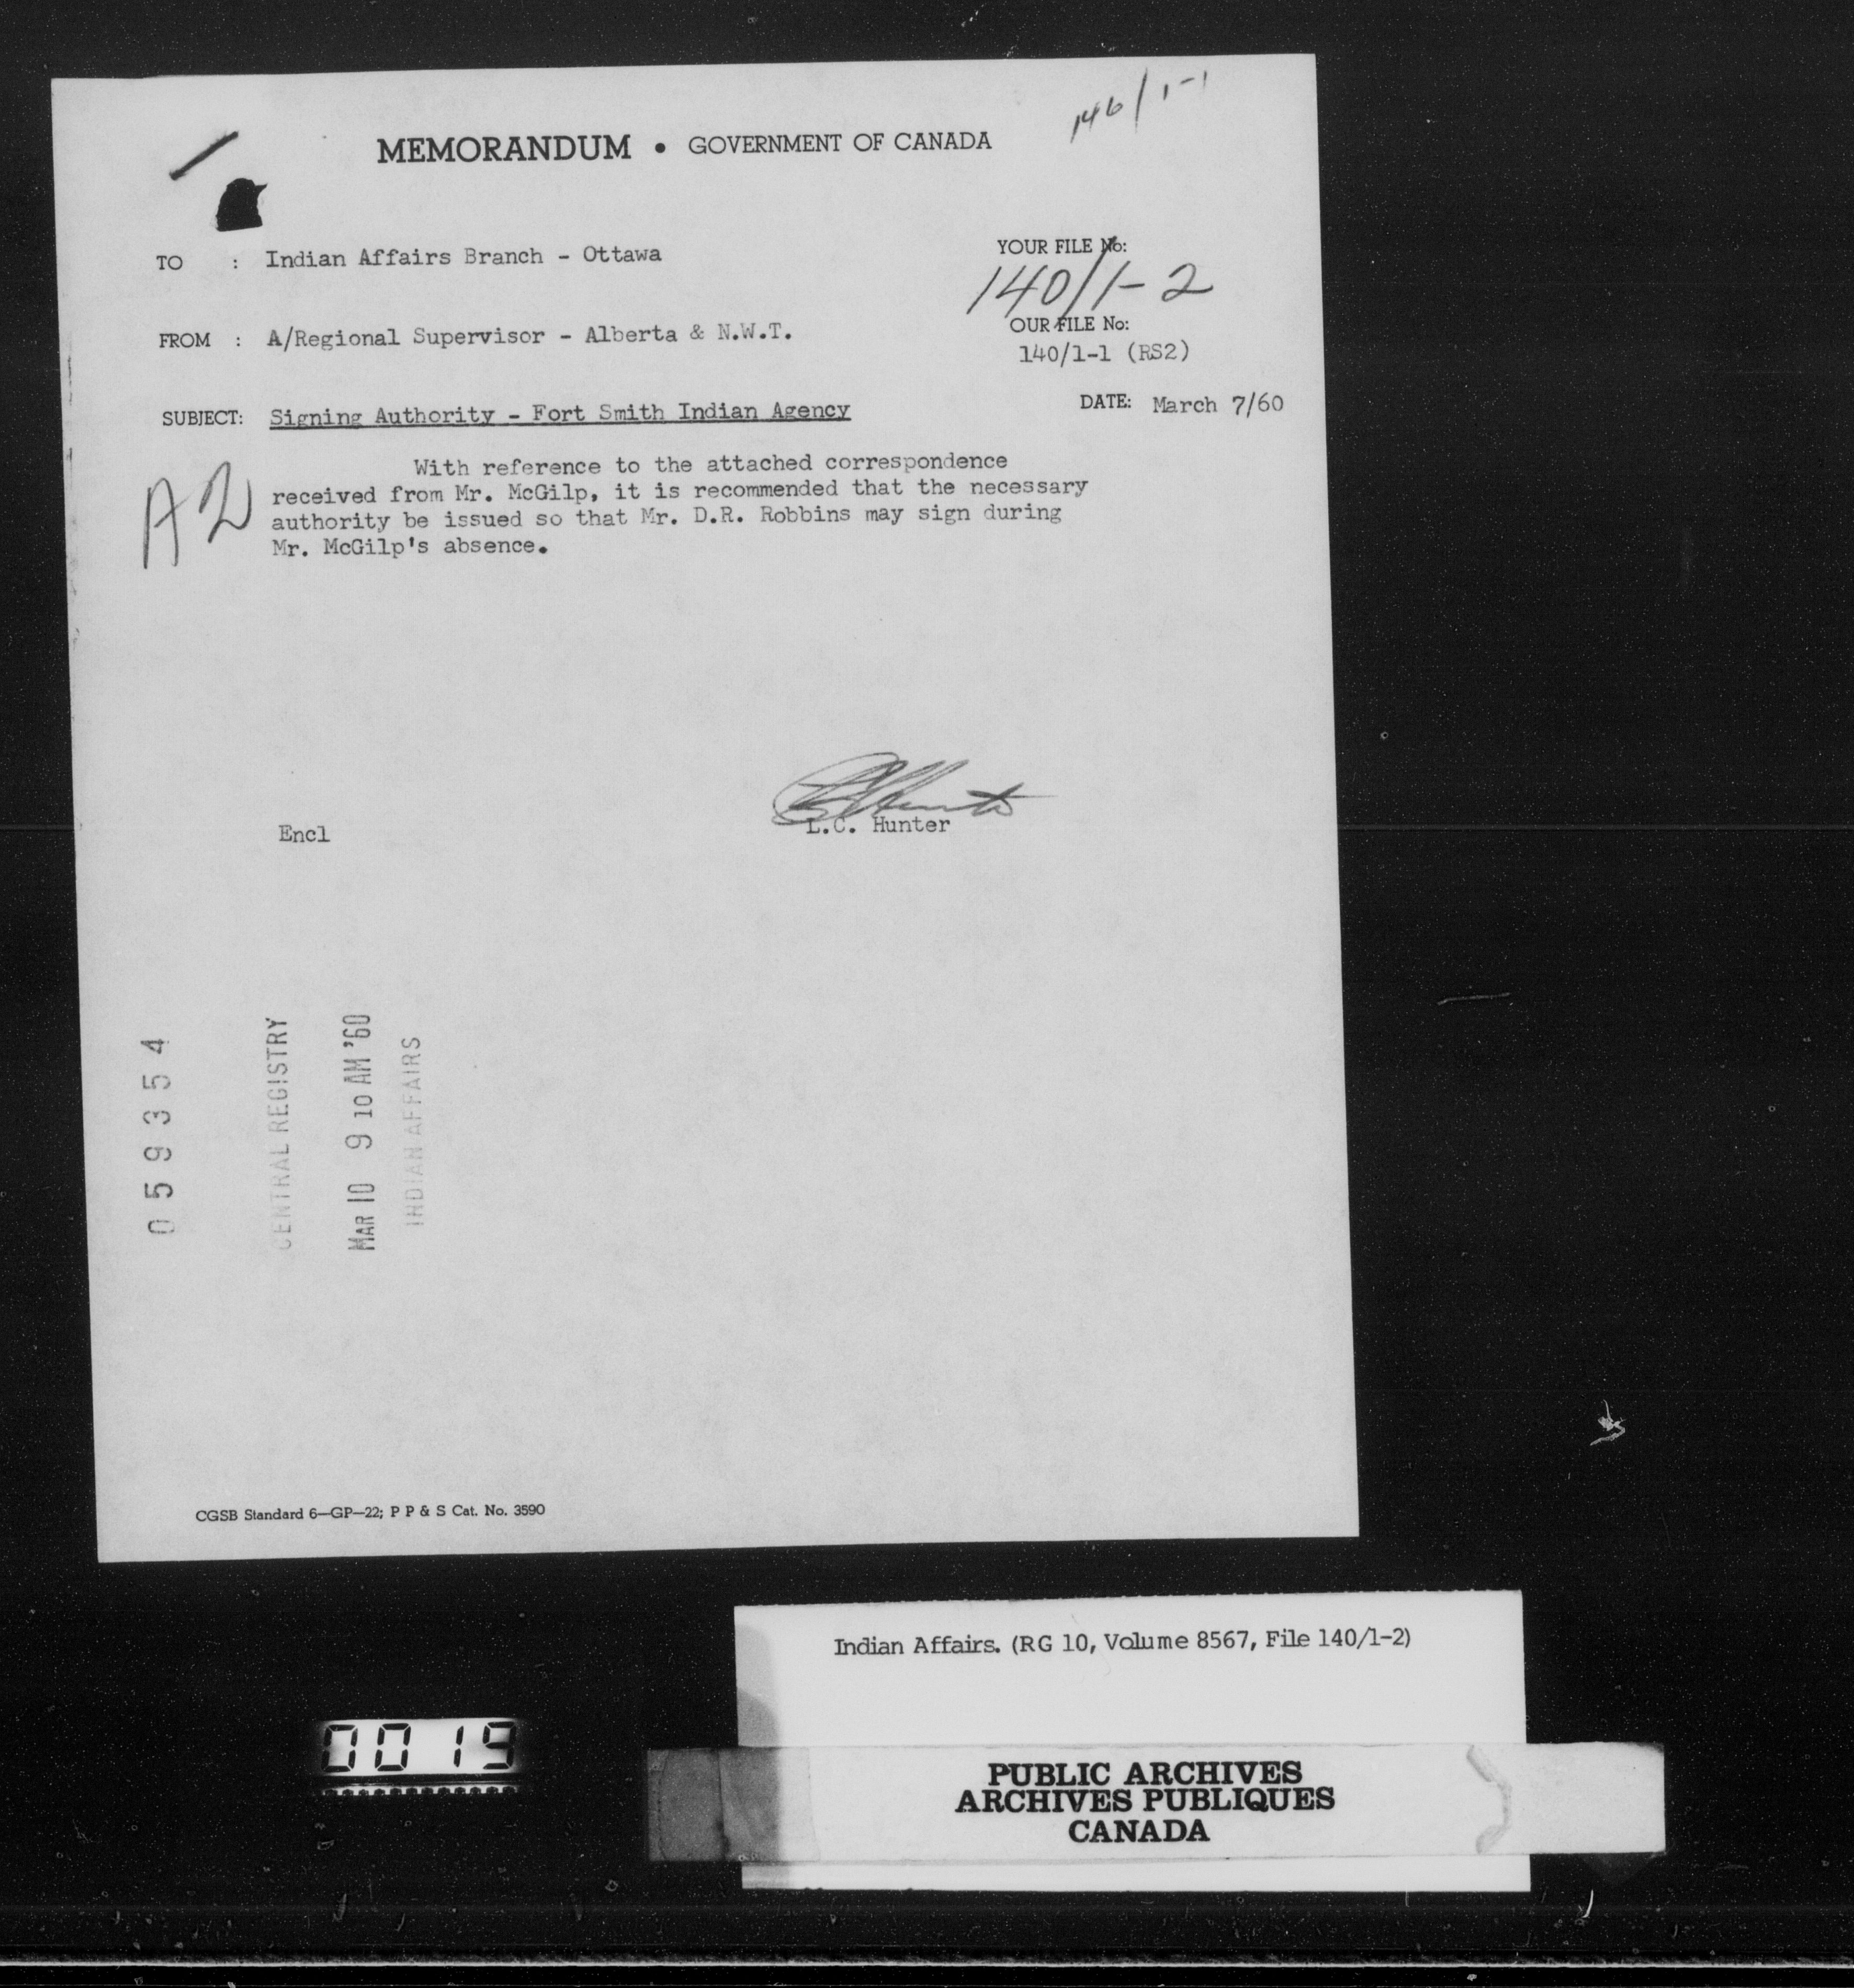 146/1-1
MEMORANDUM • GOVERNMENT OF CANADA
TO : Indian Affairs Branch - Ottawa
YOUR FILE No:
140/1-2
FROM : A/Regional Supervisor - Alberta & N.W.T.
OUR FILE No:
140/1-1 (RS2)
SUBJECT: Signing Authority - Fort Smith Indian Agency
DATE: March 7/60
A2
With reference to the attached correspondence
received from Mr. McGilp, it is recommended that the necessary
authority be issued so that Mr. D.R. Robbins may sign during
Mr. McGilp's absence.
Encl
L.C. Hunter
059354
CENTRAL REGISTRY
MAR 10 9 10 AM '60
INDIAN AFFAIRS
CGSB Standard 6—GP—22; P P & S Cat. No. 3590
Indian Affairs. (RG 10, Volume 8567, File 140/1-2)
0019
PUBLIC ARCHIVES
ARCHIVES PUBLIQUES
CANADA